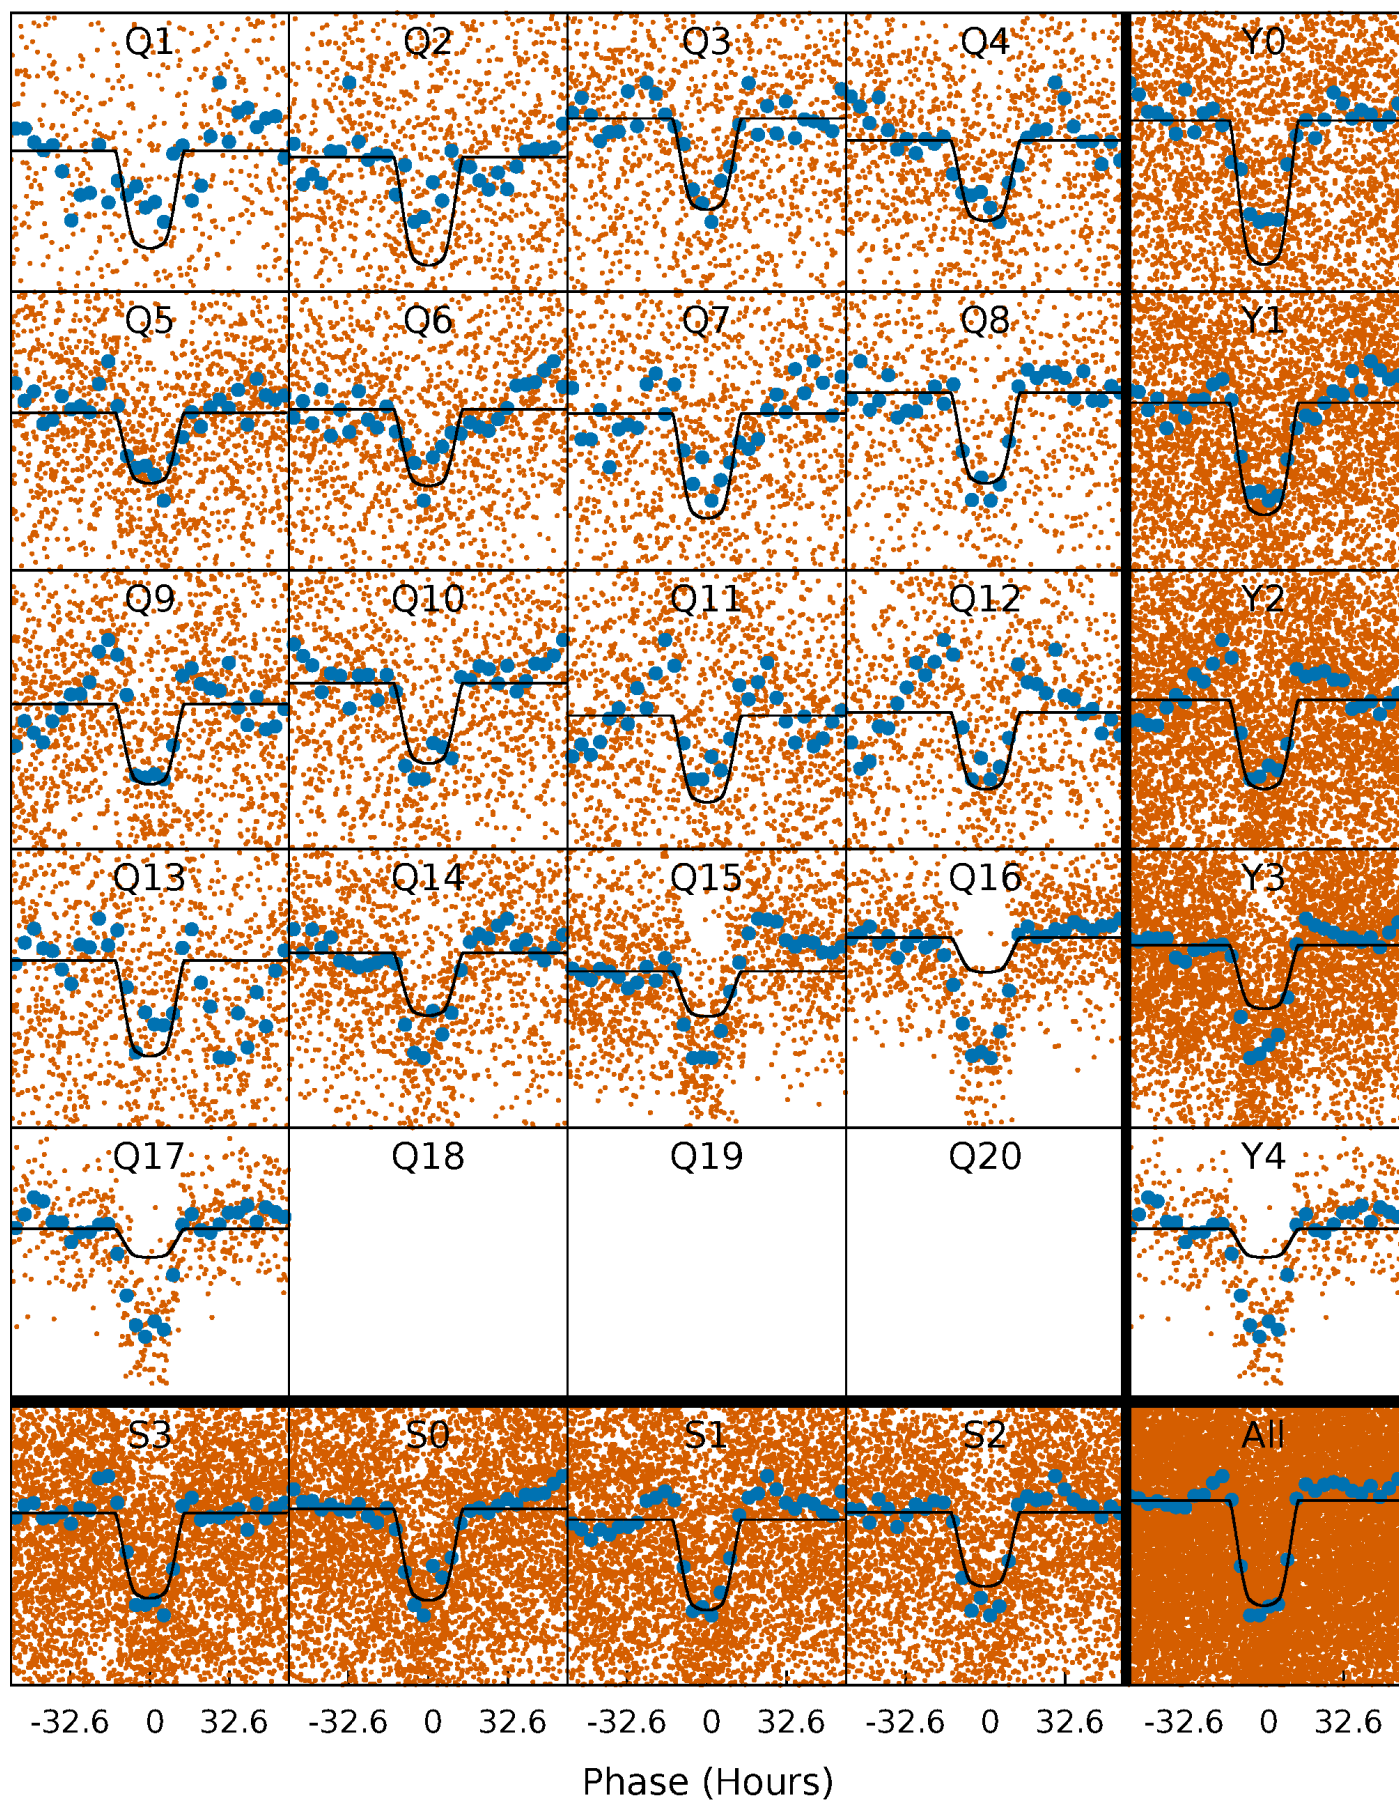 Q1 Q2 Q3 Q4 Y0
Q5 Q6 Q7 Q8 Y1
Q9 Q10 Q11 Q12 Y2
Q13 Q14 Q15 Q16 Y3
Q17 Q18 Q19 Q20 Y4
S3 S0 S1 S2 All
-32.6 0 32.6 -32.6 0 32.6 -32.6 0 32.6 -32.6 0 32.6 -32.6 0 32.6
Phase (Hours)